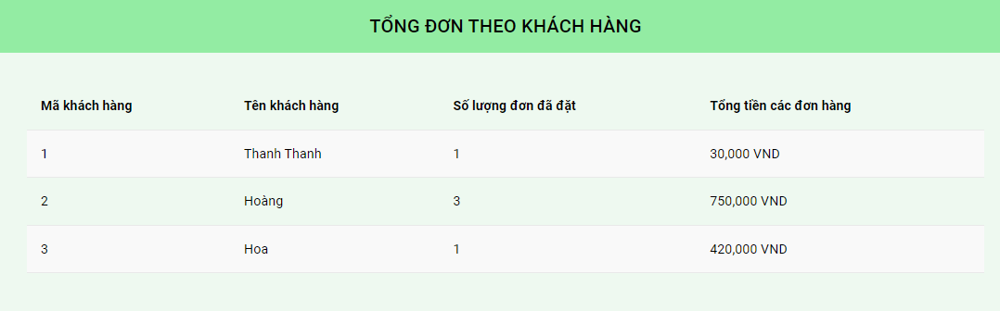 TỔNG ĐƠN THEO KHÁCH HÀNG
Mã khách hàng Tên khách hàng Số lượng đơn đã đặt Tổng tiền các đơn hàng
1 Thanh Thanh 1 30,000 VND
2 Hoàng 3 750,000 VND
3 Hoa 1 420,000 VND